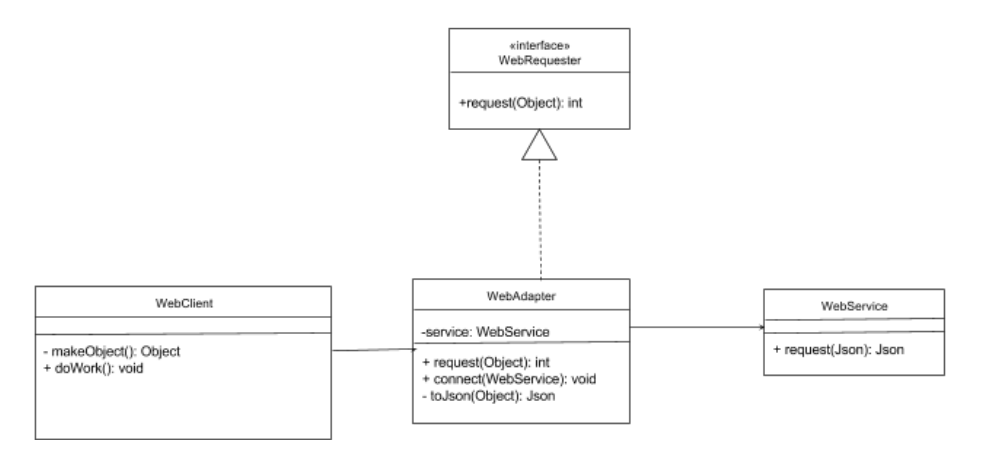 «interface»
WebRequester
+request(Object): int
WebClient
- makeObject(): Object
+ doWork(): void
WebAdapter
-service: WebService
+ request(Object): int
+ connect(WebService): void
- toJson(Object): Json
WebService
+ request(Json): Json